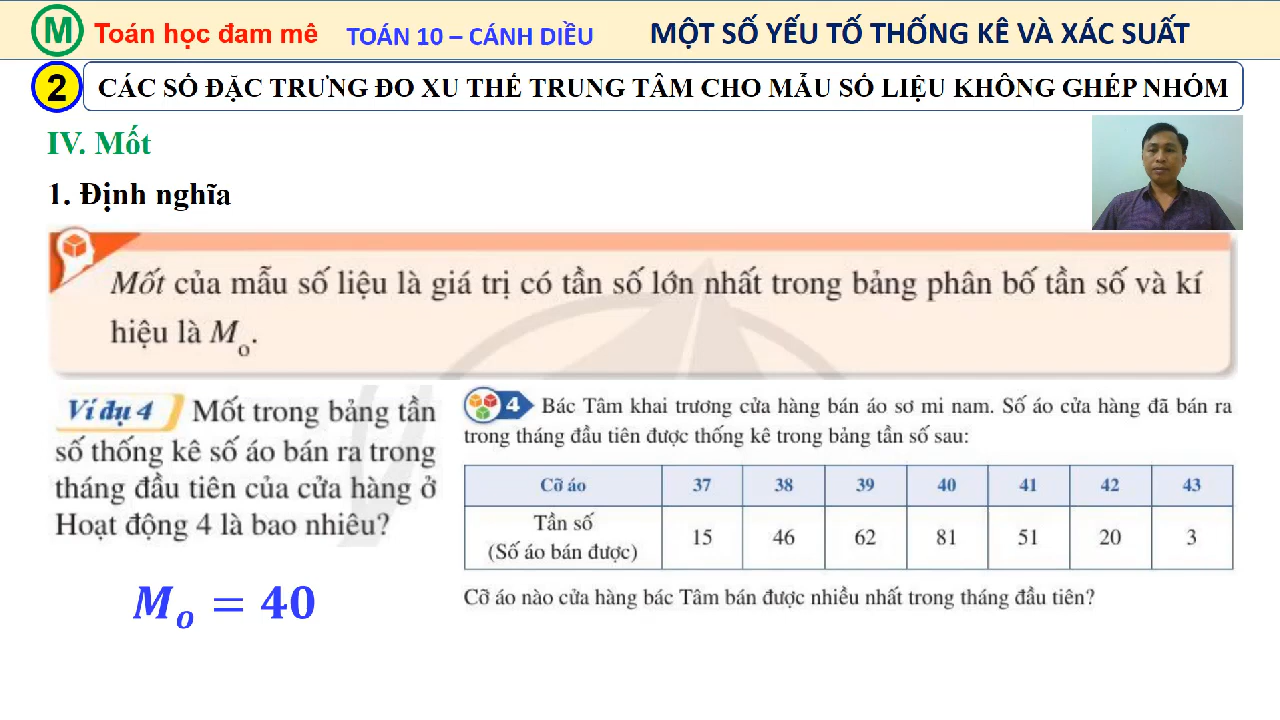 M Toán học đam mê TOÁN 10 – CÁNH DIỀU MỘT SỐ YẾU TỐ THỐNG KÊ VÀ XÁC SUẤT
2 CÁC SỐ ĐẶC TRƯNG ĐO XU THẾ TRUNG TÂM CHO MẪU SỐ LIỆU KHÔNG GHÉP NHÓM
IV. Mốt
1. Định nghĩa
Mốt của mẫu số liệu là giá trị có tần số lớn nhất trong bảng phân bố tần số và kí
hiệu là Mo.
Ví dụ 4 Mốt trong bảng tần
số thống kê số áo bán ra trong
tháng đầu tiên của cửa hàng ở
Hoạt động 4 là bao nhiêu?
Mo = 40
4 Bác Tâm khai trương cửa hàng bán áo sơ mi nam. Số áo cửa hàng đã bán ra
trong tháng đầu tiên được thống kê trong bảng tần số sau:
Cỡ áo 37 38 39 40 41 42 43
Tần số
(Số áo bán được) 15 46 62 81 51 20 3
Cỡ áo nào cửa hàng bác Tâm bán được nhiều nhất trong tháng đầu tiên?